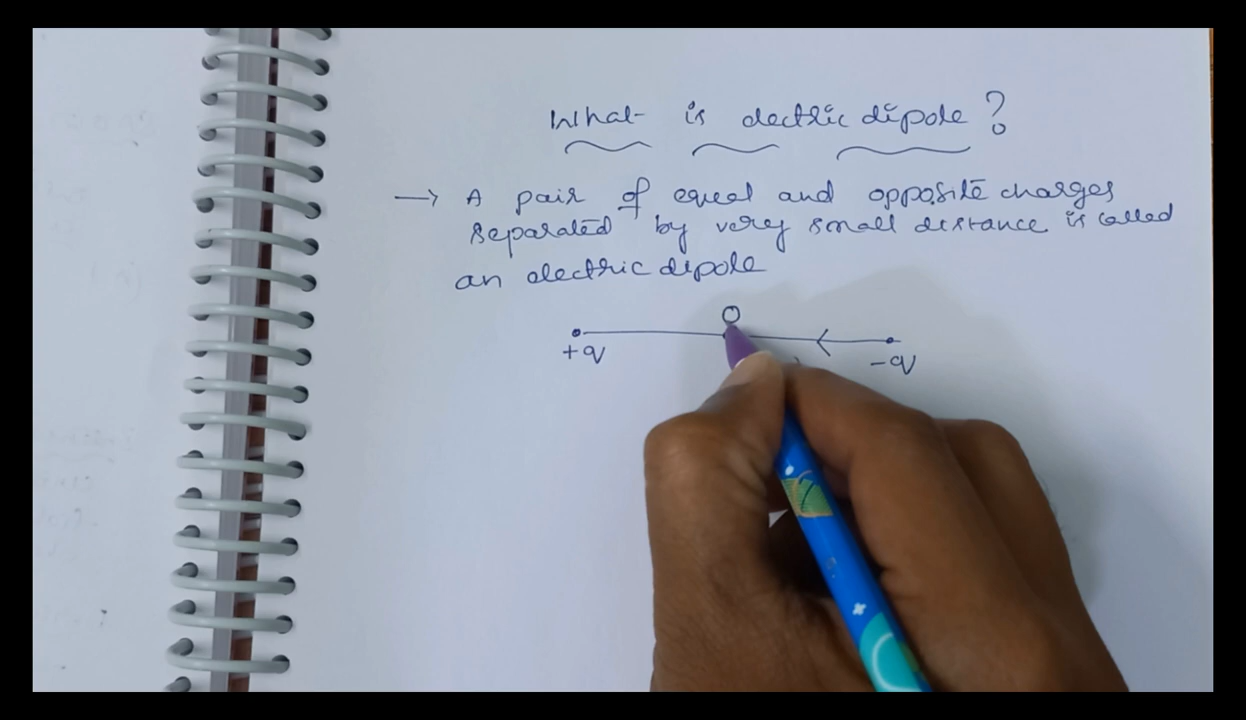 What is electric dipole?
→ A pair of equal and opposite charges
separated by very small distance is called
an electric dipole
O
+q
-q